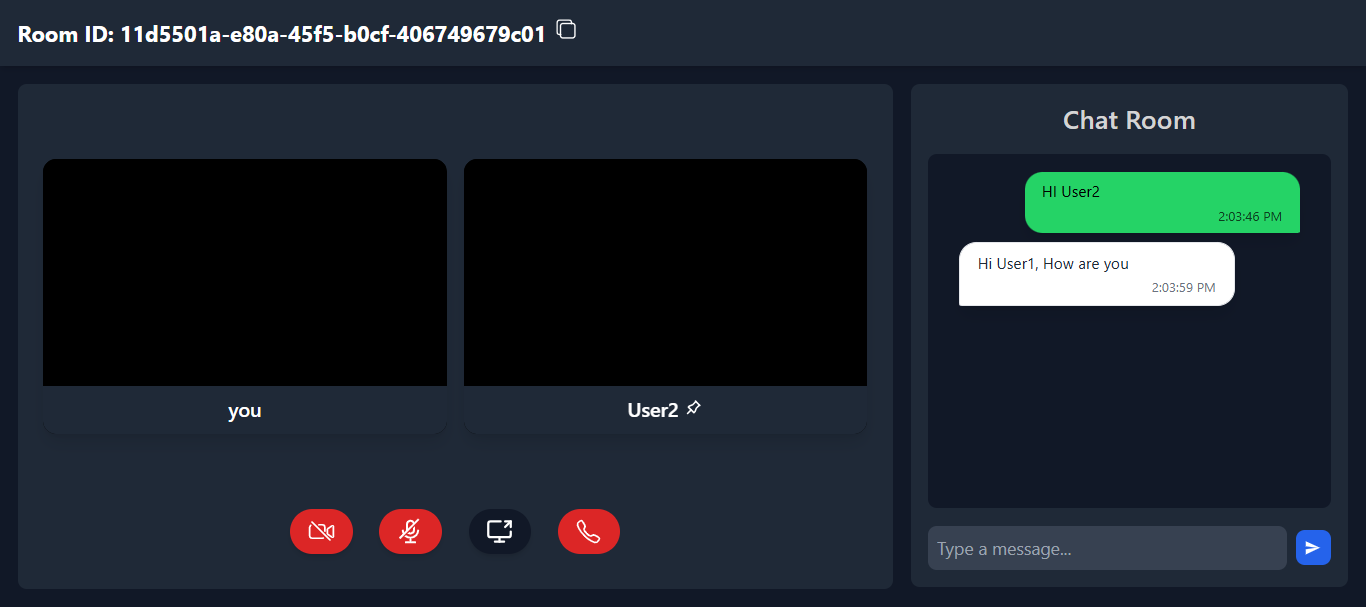 Room ID: 11d5501a-e80a-45f5-b0cf-406749679c01
you
User2
Chat Room
HI User2
2:03:46 PM
Hi User1, How are you
2:03:59 PM
Type a message...